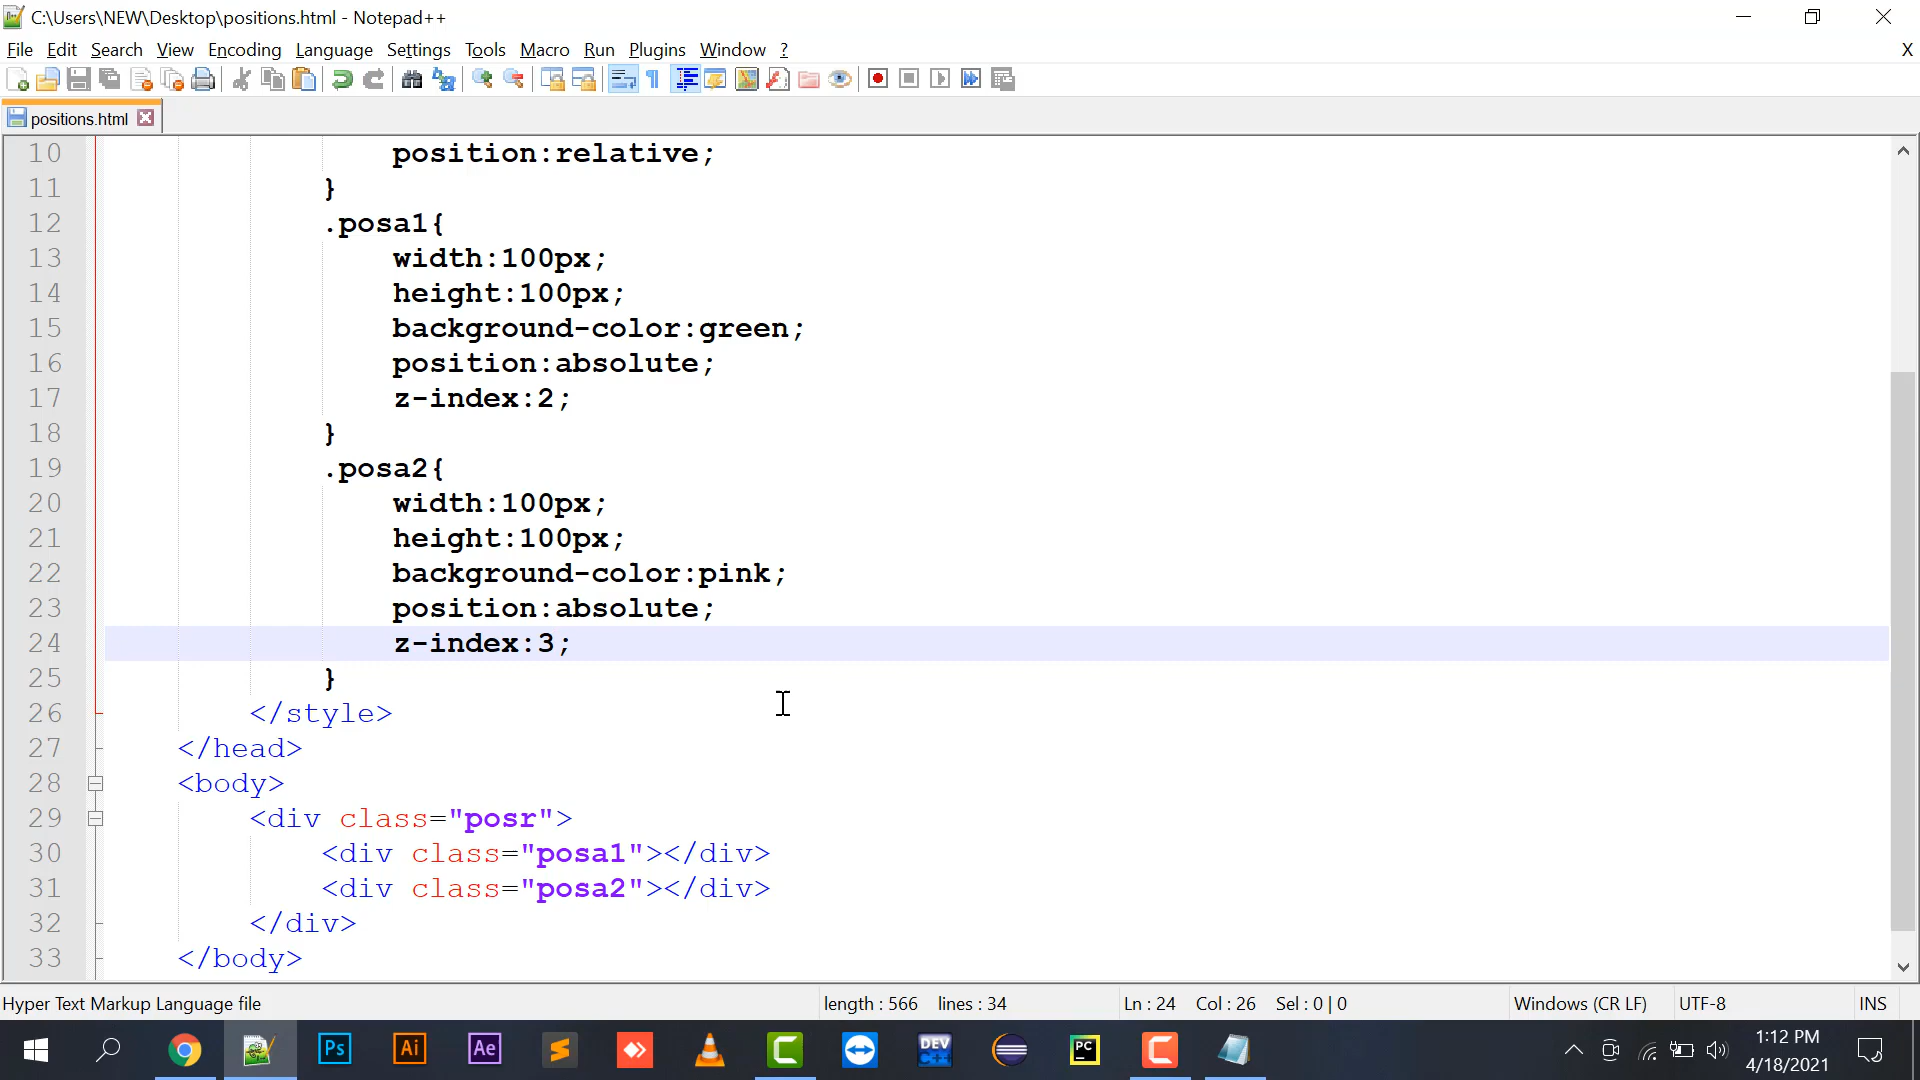 C:\Users\NEW\Desktop\positions.html - Notepad++
File Edit Search View Encoding Language Settings Tools Macro Run Plugins Window ? X
positions.html
10 position:relative;
11 }
12 .posa1{
13 width:100px;
14 height:100px;
15 background-color:green;
16 position:absolute;
17 z-index:2;
18 }
19 .posa2{
20 width:100px;
21 height:100px;
22 background-color:pink;
23 position:absolute;
24 z-index:3;
25 }
26 </style>
27 </head>
28 <body>
29 <div class="posr">
30 <div class="posa1"></div>
31 <div class="posa2"></div>
32 </div>
33 </body>
Hyper Text Markup Language file length : 566 lines : 34 Ln : 24 Col : 26 Sel : 0 | 0 Windows (CR LF) UTF-8 INS
Ps Ai Ae DEV C++ PC
1:12 PM
4/18/2021